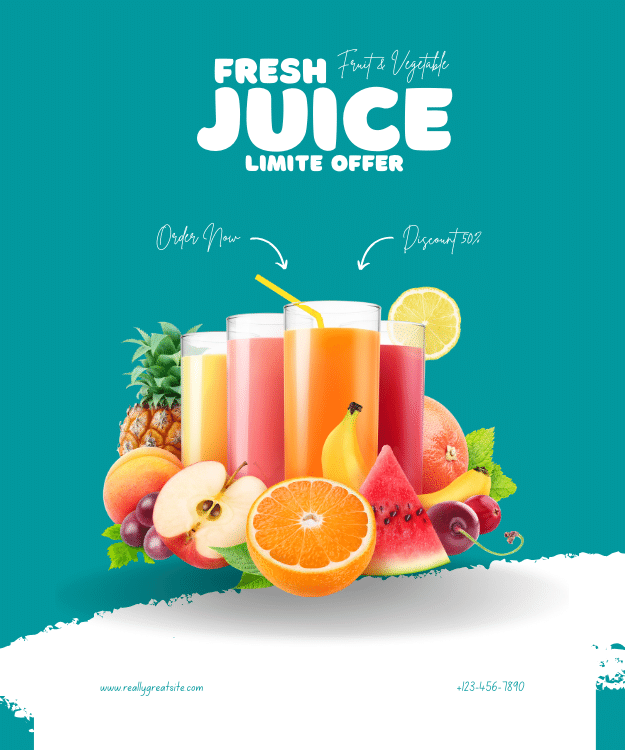 FRESH Fruit & Vegetable
JUICE
LIMITE OFFER
Order Now
Discount 50%
www.reallygreatsite.com
+123-456-7890